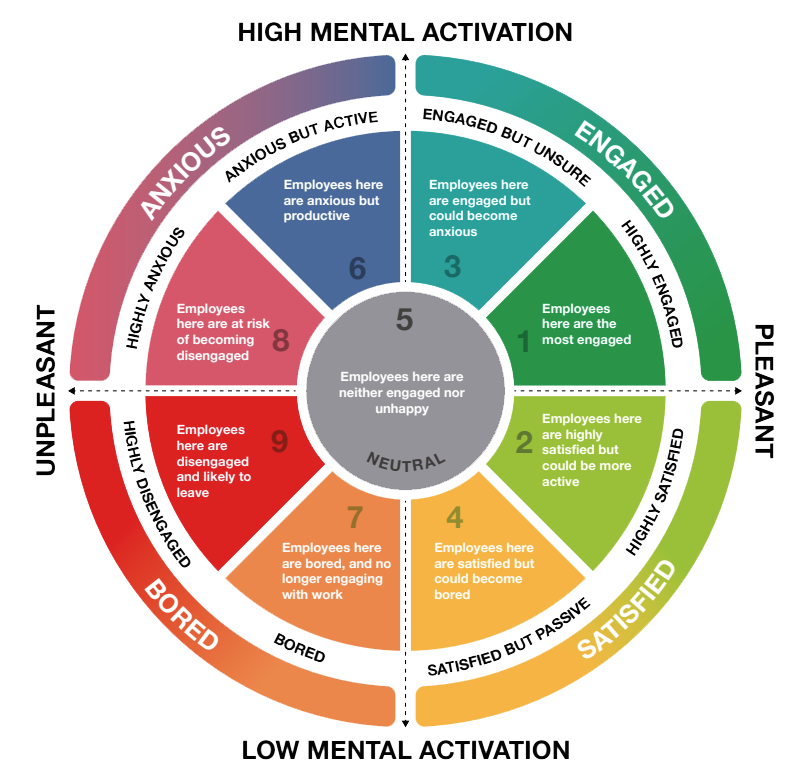 HIGH MENTAL ACTIVATION
ANXIOUS
ENGAGED
ANXIOUS BUT ACTIVE
ENGAGED BUT UNSURE
Employees here
are anxious but
productive
6
Employees here
are engaged but
could become
anxious
3
HIGHLY ANXIOUS
HIGHLY ENGAGED
Employees
here are at risk
of becoming
disengaged
8
Employees
here are the
most engaged
1
5
Employees here are
neither engaged nor
unhappy
NEUTRAL
UNPLEASANT
PLEASANT
Employees
here are
disengaged
and likely to
leave
9
Employees here
are highly
satisfied but
could be more
active
2
HIGHLY DISENGAGED
HIGHLY SATISFIED
7
Employees here
are bored, and no
longer engaging
with work
4
Employees here
are satisfied but
could become
bored
BORED
SATISFIED BUT PASSIVE
BORED
SATISFIED
LOW MENTAL ACTIVATION